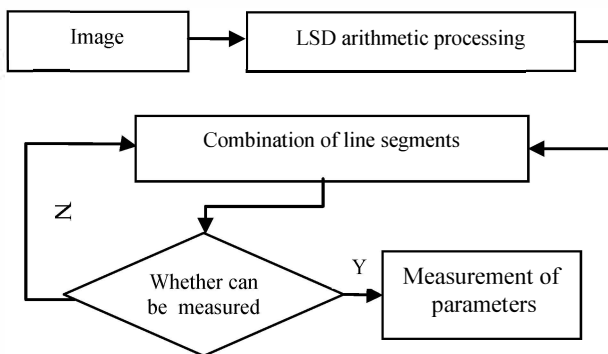 Image
LSD arithmetic processing
Combination of line segments
N
Whether can
be measured
Y
Measurement of
parameters